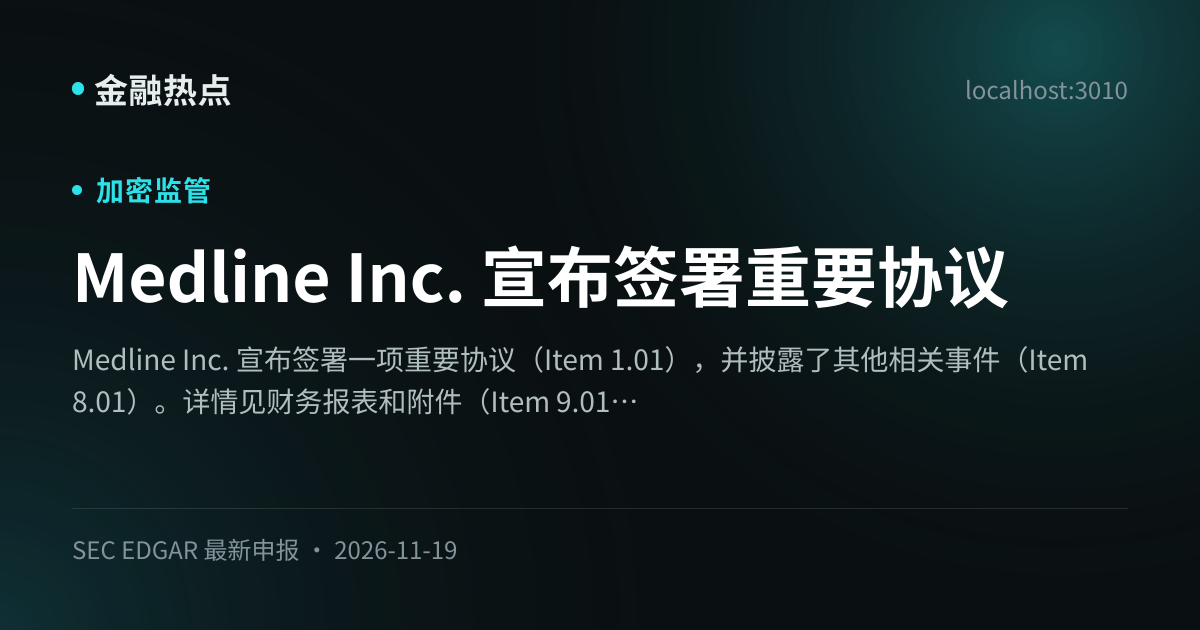 金融热点
localhost:3010
加密监管
Medline Inc. 宣布签署重要协议
Medline Inc. 宣布签署一项重要协议（Item 1.01），并披露了其他相关事件（Item
8.01）。详情见财务报表和附件（Item 9.01…
SEC EDGAR 最新申报 · 2026-11-19